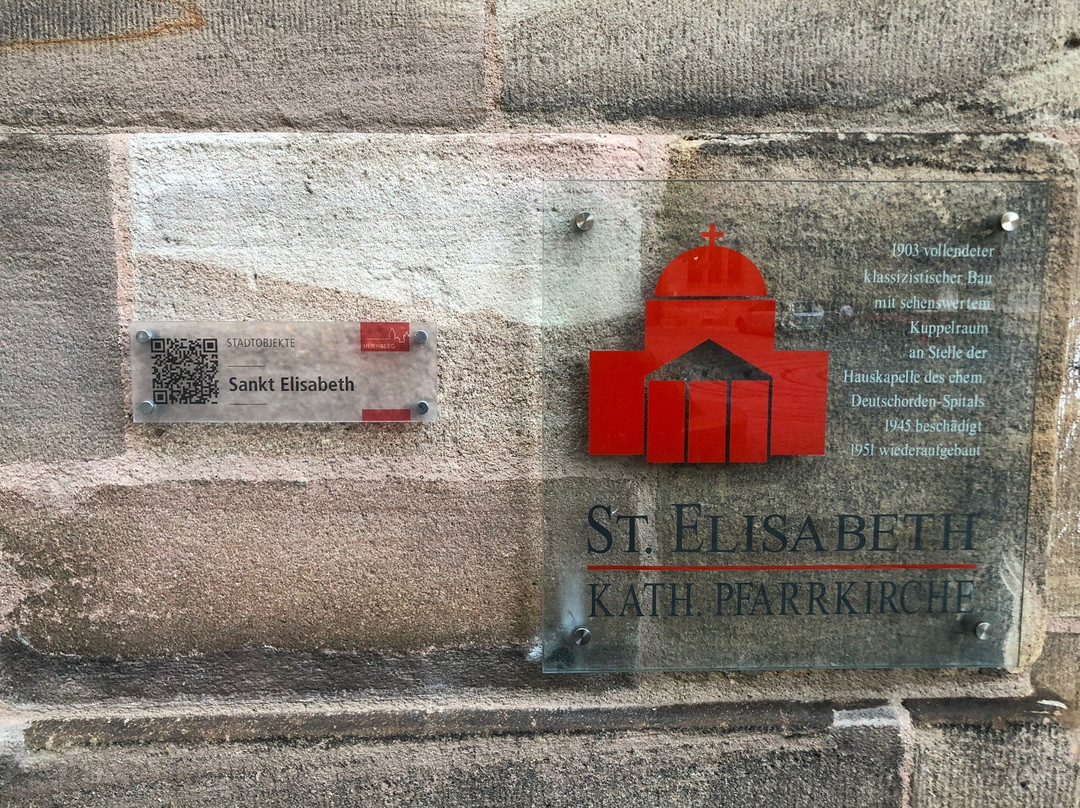 STADTOBJEKTE
Sankt Elisabeth
NÜRNBERG
1903 vollendeter
klassizistischer Bau
mit sehenswertem
Kuppelraum
an Stelle der
Hauskapelle des ehem.
Deutschorden-Spitals
1945 beschädigt
1951 wiederaufgebaut
ST. ELISABETH
KATH. PFARRKIRCHE